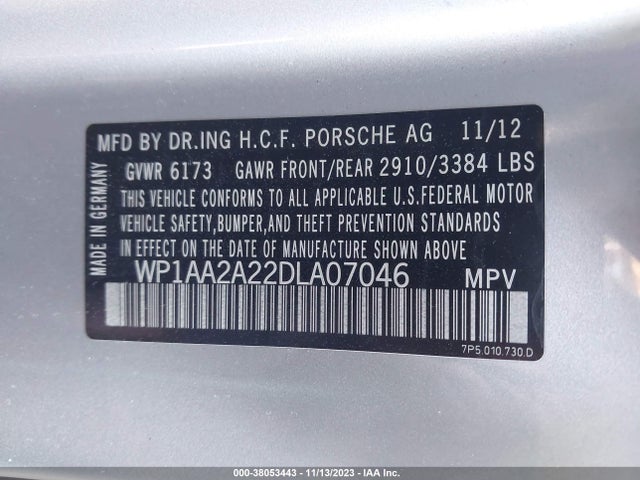 MFD BY DR.ING H.C.F. PORSCHE AG 11/12
GVWR 6173 GAWR FRONT/REAR 2910/3384 LBS
THIS VEHICLE CONFORMS TO ALL APPLICABLE U.S.FEDERAL MOTOR
VEHICLE SAFETY,BUMPER,AND THEFT PREVENTION STANDARDS
IN EFFECT ON THE DATE OF MANUFACTURE SHOWN ABOVE
WP1AA2A22DLA07046 MPV
7P5.010.730.D
MADE IN GERMANY
WB - 38053443 - 11/13/2023 - IAA Inc.